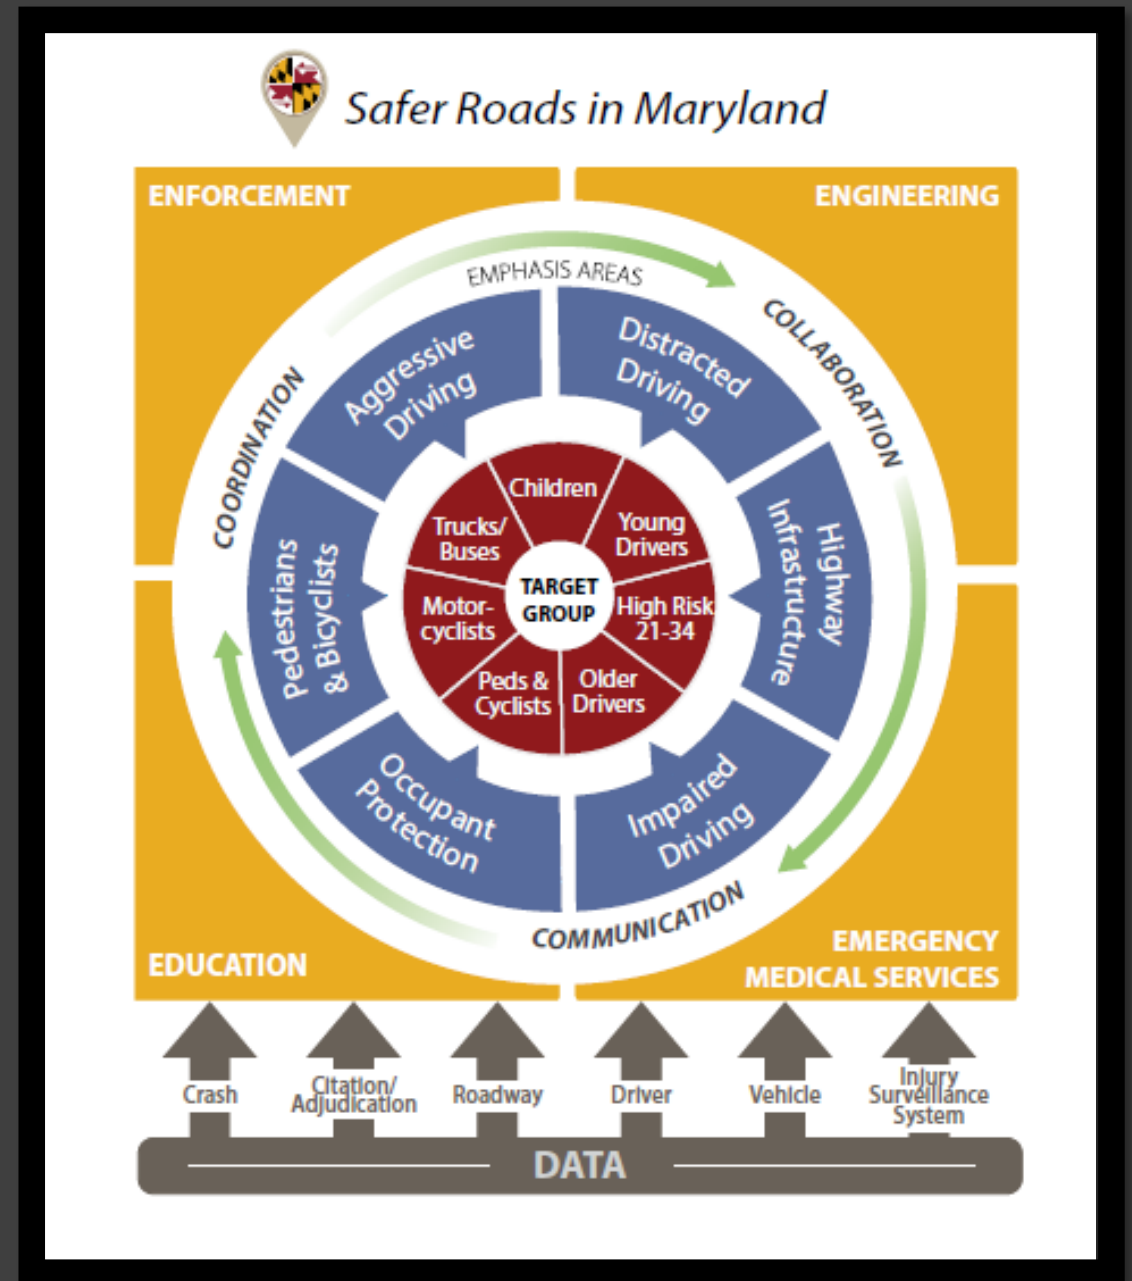 Safer Roads in Maryland
ENFORCEMENT
ENGINEERING
EMPHASIS AREAS
COORDINATION
COLLABORATION
COMMUNICATION
Aggressive
Driving
Distracted
Driving
Highway
Infrastructure
Impaired
Driving
Occupant
Protection
Pedestrians
& Bicyclists
Children
Young
Drivers
High Risk
21-34
Older
Drivers
Peds &
Cyclists
Motor-
cyclists
Trucks/
Buses
TARGET
GROUP
EDUCATION
EMERGENCY
MEDICAL SERVICES
Crash
Citation/
Adjudication
Roadway
Driver
Vehicle
Injury
Surveillance
System
DATA